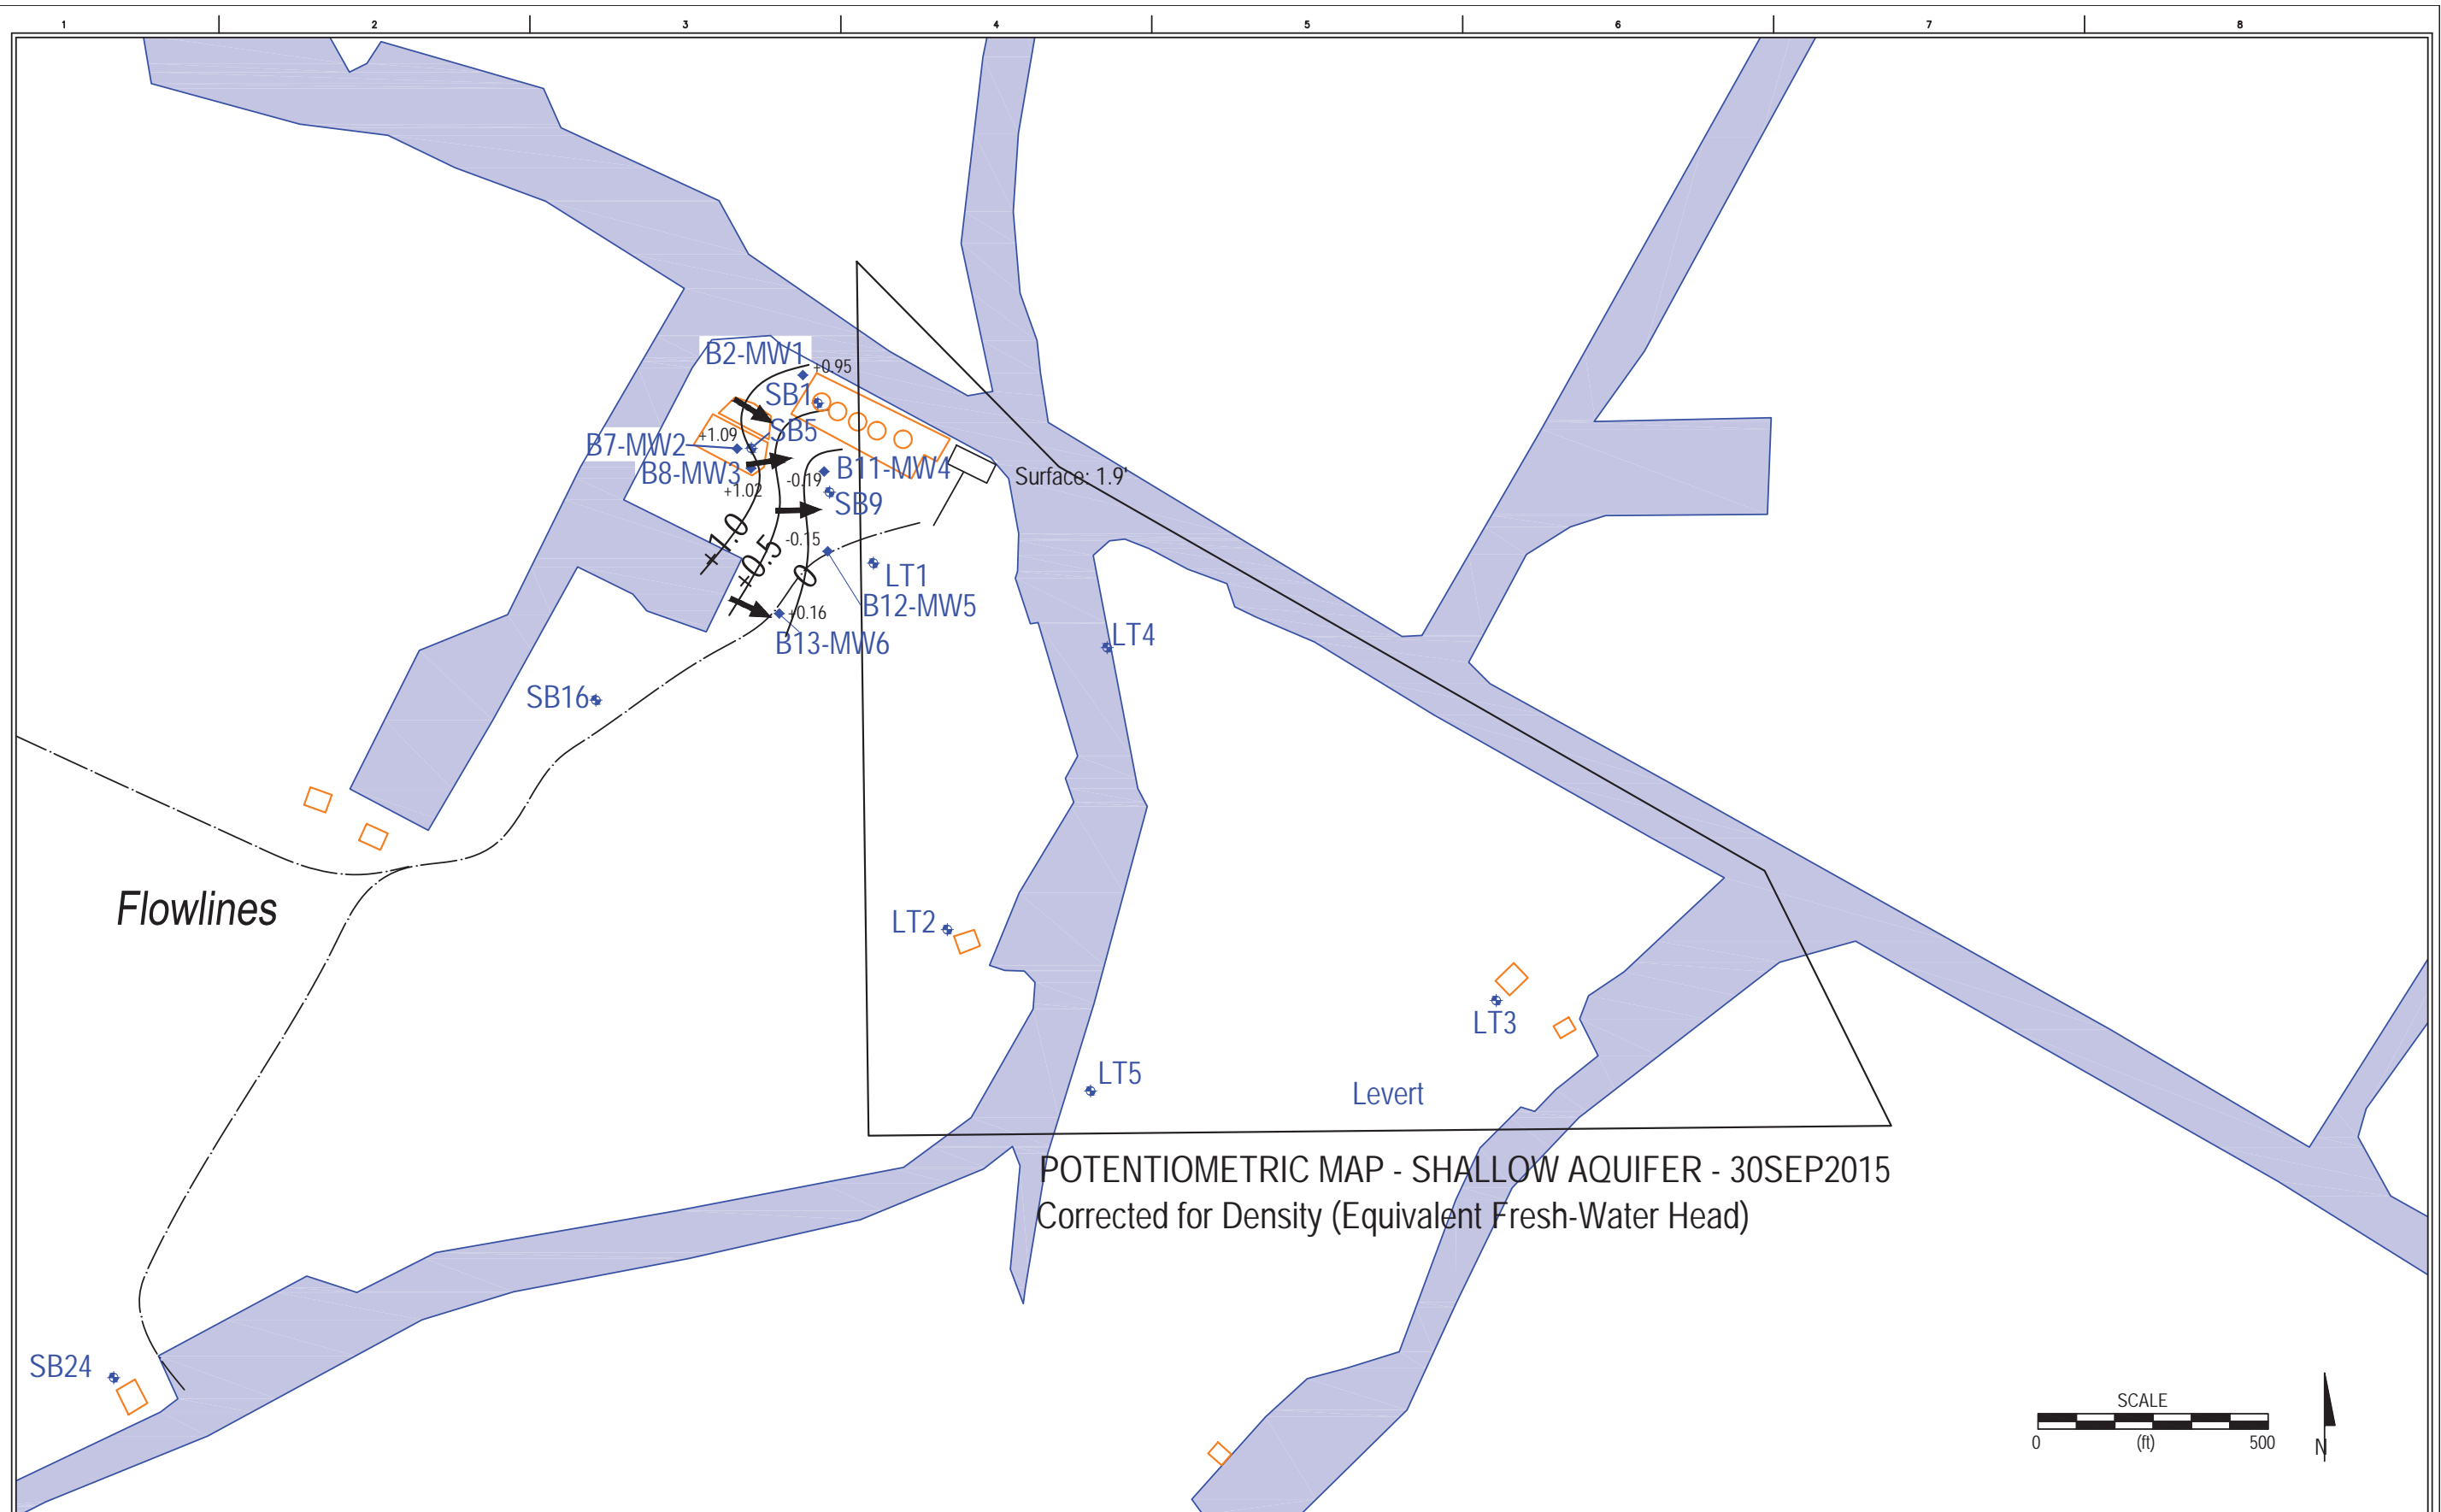 1 2 3 4 5 6 7 8
B2-MW1
+0.95
SB1
SB5
+1.09
B7-MW2
B8-MW3
B11-MW4
Surface: 1.9'
+1.02
-0.19
SB9
+1.0
+0.5
-0.15
0
LT1
B12-MW5
+0.16
B13-MW6
LT4
SB16
Flowlines
LT2
LT3
LT5
Levert
POTENTIOMETRIC MAP - SHALLOW AQUIFER - 30SEP2015
Corrected for Density (Equivalent Fresh-Water Head)
SB24
SCALE
0 (ft) 500
N